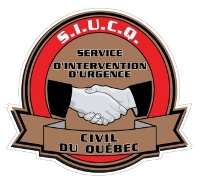 S.I.U.C.Q.
SERVICE
D'INTERVENTION
D'URGENCE
CIVIL
DU QUÉBEC